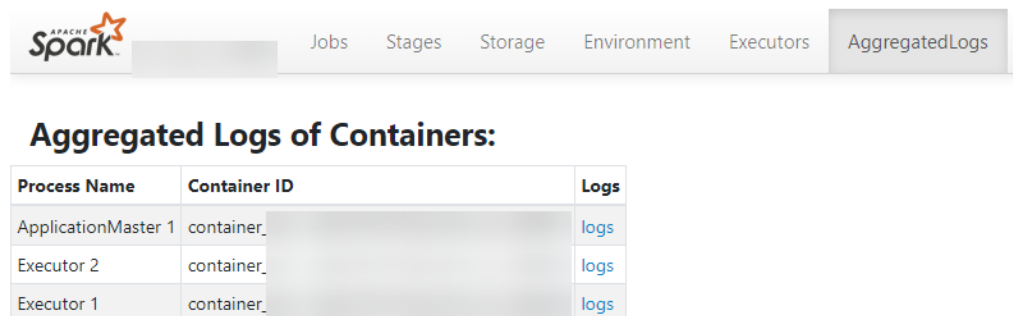 APACHE
Spark
Jobs Stages Storage Environment Executors AggregatedLogs
Aggregated Logs of Containers:
Process Name Container ID Logs
ApplicationMaster 1 container_ logs
Executor 2 container_ logs
Executor 1 container_ logs